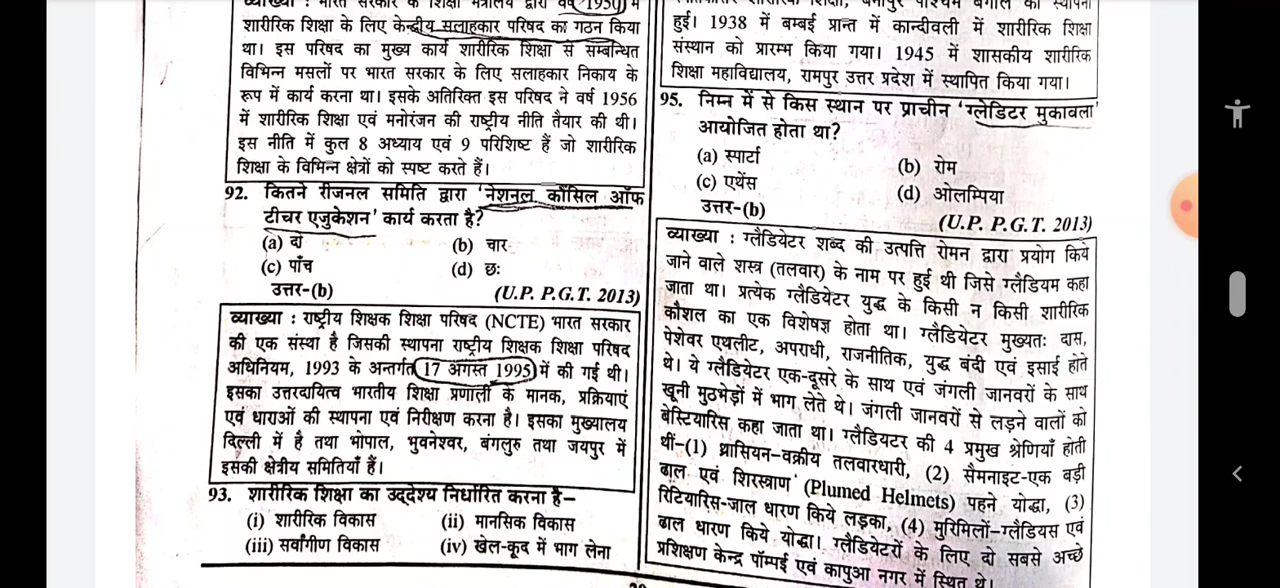 व्याख्या : भारत सरकार के शिक्षा मंत्रालय द्वारा वर्ष 1950 में
शारीरिक शिक्षा के लिए केन्द्रीय सलाहकार परिषद का गठन किया
था। इस परिषद का मुख्य कार्य शारीरिक शिक्षा से सम्बन्धित
विभिन्न मसलों पर भारत सरकार के लिए सलाहकार निकाय के
रूप में कार्य करना था। इसके अतिरिक्त इस परिषद ने वर्ष 1956
में शारीरिक शिक्षा एवं मनोरंजन की राष्ट्रीय नीति तैयार की थी।
इस नीति में कुल 8 अध्याय एवं 9 परिशिष्ट हैं जो शारीरिक
शिक्षा के विभिन्न क्षेत्रों को स्पष्ट करते हैं।
92. कितने रीजनल समिति द्वारा 'नेशनल कौंसिल ऑफ
टीचर एजुकेशन' कार्य करता है?
(a) दो (b) चार
(c) पाँच (d) छः
उत्तर-(b) (U.P. P.G.T. 2013)
व्याख्या : राष्ट्रीय शिक्षक शिक्षा परिषद (NCTE) भारत सरकार
की एक संस्था है जिसकी स्थापना राष्ट्रीय शिक्षक शिक्षा परिषद
अधिनियम, 1993 के अन्तर्गत 17 अगस्त 1995 में की गई थी।
इसका उत्तरदायित्व भारतीय शिक्षा प्रणाली के मानक, प्रक्रियाएं
एवं धाराओं की स्थापना एवं निरीक्षण करना है। इसका मुख्यालय
दिल्ली में है तथा भोपाल, भुवनेश्वर, बंगलुरु तथा जयपुर में
इसकी क्षेत्रीय समितियाँ हैं।
93. शारीरिक शिक्षा का उद्देश्य निर्धारित करना है–
(i) शारीरिक विकास (ii) मानसिक विकास
(iii) सर्वांगीण विकास (iv) खेल-कूद में भाग लेना
शिक्षा, पश्चिम बंगाल की स्थापना
हुई। 1938 में बम्बई प्रान्त में कान्दीवली में शारीरिक शिक्षा
संस्थान को प्रारम्भ किया गया। 1945 में शासकीय शारीरिक
शिक्षा महाविद्यालय, रामपुर उत्तर प्रदेश में स्थापित किया गया।
95. निम्न में से किस स्थान पर प्राचीन 'ग्लेडिटर मुकावला'
आयोजित होता था?
(a) स्पार्टा (b) रोम
(c) एथेंस (d) ओलम्पिया
उत्तर-(b) (U.P. P.G.T. 2013)
व्याख्या : ग्लैडियेटर शब्द की उत्पत्ति रोमन द्वारा प्रयोग किये
जाने वाले शस्त्र (तलवार) के नाम पर हुई थी जिसे ग्लैडियम कहा
जाता था। प्रत्येक ग्लैडियेटर युद्ध के किसी न किसी शारीरिक
कौशल का एक विशेषज्ञ होता था। ग्लैडियेटर मुख्यतः दास,
पेशेवर एथलीट, अपराधी, राजनीतिक, युद्ध बंदी एवं इसाई होते
थे। ये ग्लैडियेटर एक-दूसरे के साथ एवं जंगली जानवरों के साथ
खूनी मुठभेड़ों में भाग लेते थे। जंगली जानवरों से लड़ने वालों को
बेस्टियारिस कहा जाता था। ग्लैडियटर की 4 प्रमुख श्रेणियाँ होती
थीं–(1) थ्रासियन-वक्रीय तलवारधारी, (2) सैमनाइट-एक बड़ी
ढाल एवं शिरस्त्राण (Plumed Helmets) पहने योद्धा, (3)
रिटियारिस-जाल धारण किये लड़का, (4) मुरिमिलों-ग्लैडियस एवं
ढाल धारण किये योद्धा। ग्लैडियेटरों के लिए दो सबसे अच्छे
प्रशिक्षण केन्द्र पॉम्पई एवं कापुआ नगर में स्थित थे।